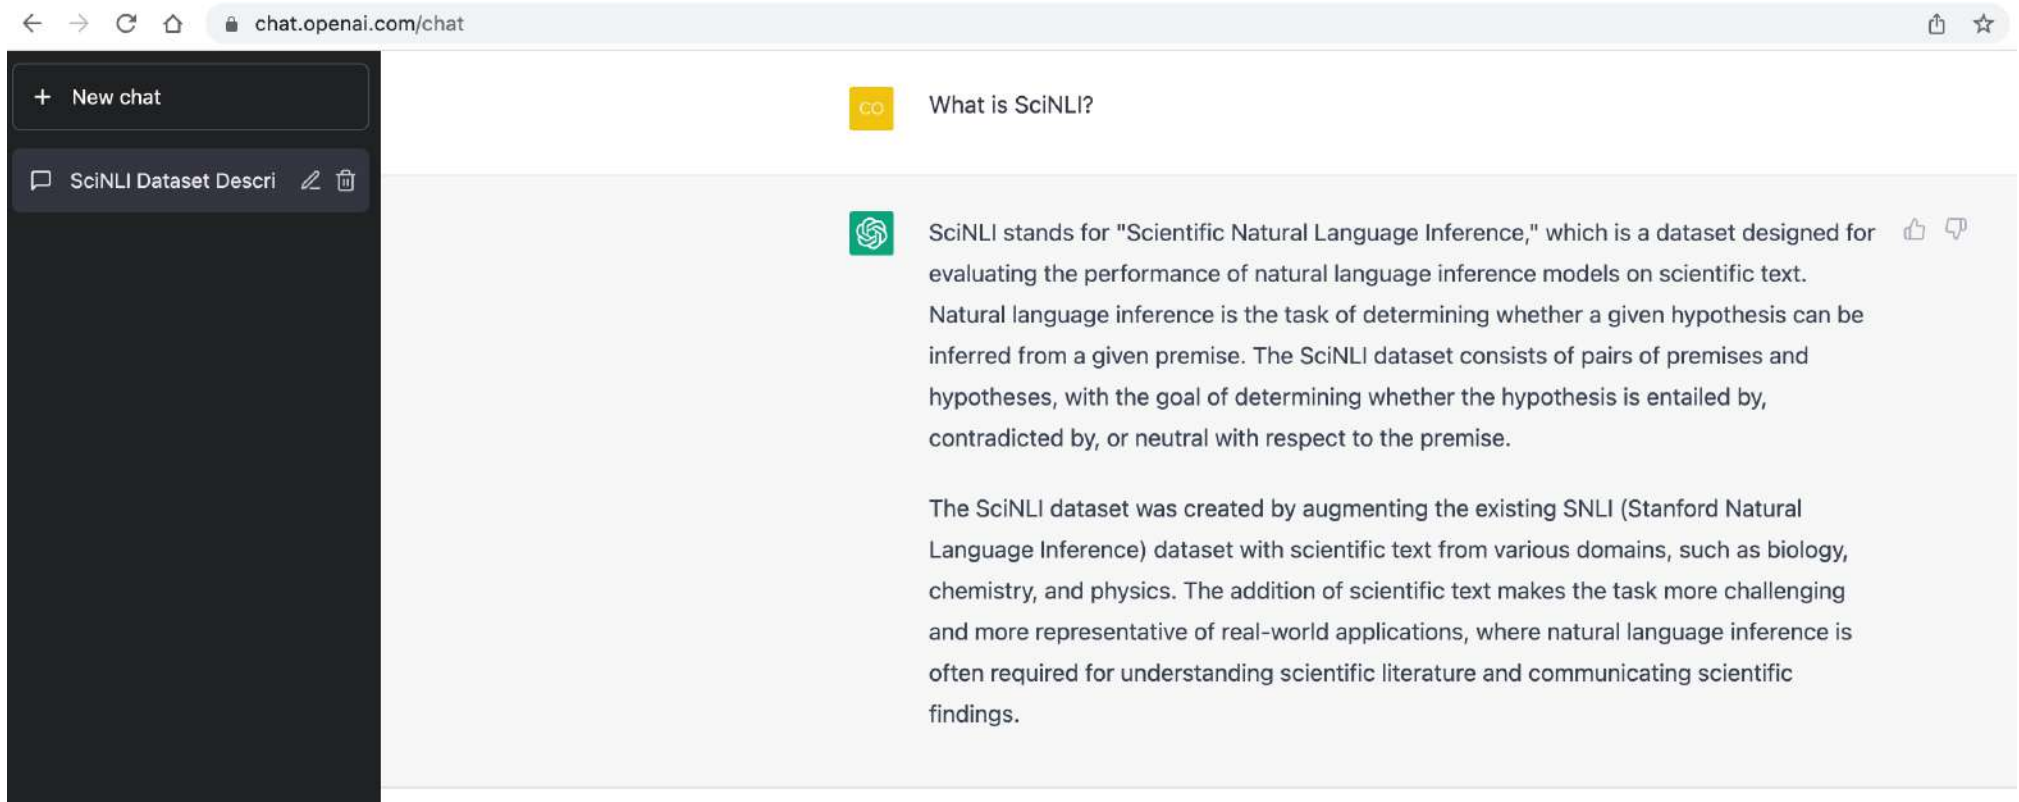 chat.openai.com/chat
+ New chat
SciNLI Dataset Descri
CO
What is SciNLI?
SciNLI stands for "Scientific Natural Language Inference," which is a dataset designed for
evaluating the performance of natural language inference models on scientific text.
Natural language inference is the task of determining whether a given hypothesis can be
inferred from a given premise. The SciNLI dataset consists of pairs of premises and
hypotheses, with the goal of determining whether the hypothesis is entailed by,
contradicted by, or neutral with respect to the premise.
The SciNLI dataset was created by augmenting the existing SNLI (Stanford Natural
Language Inference) dataset with scientific text from various domains, such as biology,
chemistry, and physics. The addition of scientific text makes the task more challenging
and more representative of real-world applications, where natural language inference is
often required for understanding scientific literature and communicating scientific
findings.